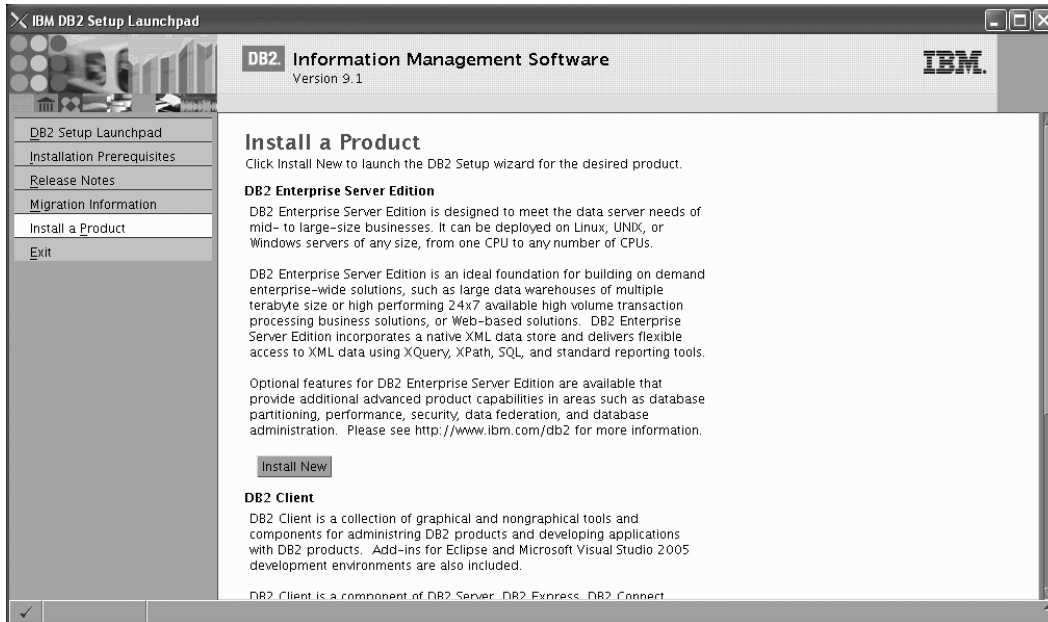 IBM DB2 Setup Launchpad
DB2. Information Management Software
Version 9.1
IBM.
DB2 Setup Launchpad
Installation Prerequisites
Release Notes
Migration Information
Install a Product
Exit
Install a Product
Click Install New to launch the DB2 Setup wizard for the desired product.
DB2 Enterprise Server Edition
DB2 Enterprise Server Edition is designed to meet the data server needs of
mid- to large-size businesses. It can be deployed on Linux, UNIX, or
Windows servers of any size, from one CPU to any number of CPUs.
DB2 Enterprise Server Edition is an ideal foundation for building on demand
enterprise-wide solutions, such as large data warehouses of multiple
terabyte size or high performing 24x7 available high volume transaction
processing business solutions, or Web-based solutions. DB2 Enterprise
Server Edition incorporates a native XML data store and delivers flexible
access to XML data using XQuery, XPath, SQL, and standard reporting tools.
Optional features for DB2 Enterprise Server Edition are available that
provide additional advanced product capabilities in areas such as database
partitioning, performance, security, data federation, and database
administration. Please see http://www.ibm.com/db2 for more information.
Install New
DB2 Client
DB2 Client is a collection of graphical and nongraphical tools and
components for administring DB2 products and developing applications
with DB2 products. Add-ins for Eclipse and Microsoft Visual Studio 2005
development environments are also included.
DB2 Client is a component of DB2 Server, DB2 Express, DB2 Connect